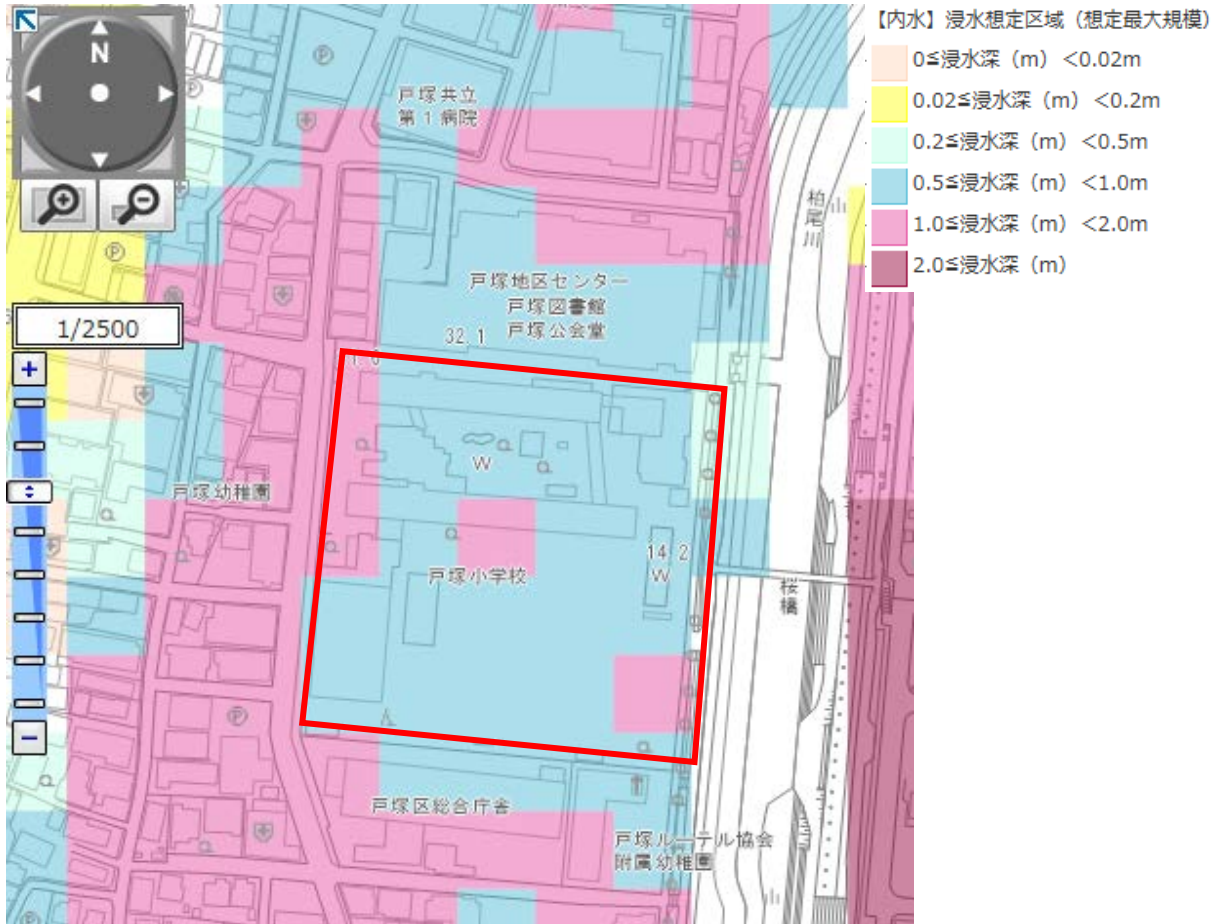 【内水】浸水想定区域（想定最大規模）
0≦浸水深（m）＜0.02m
0.02≦浸水深（m）＜0.2m
0.2≦浸水深（m）＜0.5m
0.5≦浸水深（m）＜1.0m
1.0≦浸水深（m）＜2.0m
2.0≦浸水深（m）
N
1/2500
+
−
P
戸塚共立
第１病院
P
柏尾川
P
戸塚地区センター
戸塚図書館
戸塚公会堂
32.1
W
戸塚幼稚園
戸塚小学校
14.2
W
桜橋
P
戸塚区総合庁舎
戸塚ルーテル協会
附属幼稚園
P